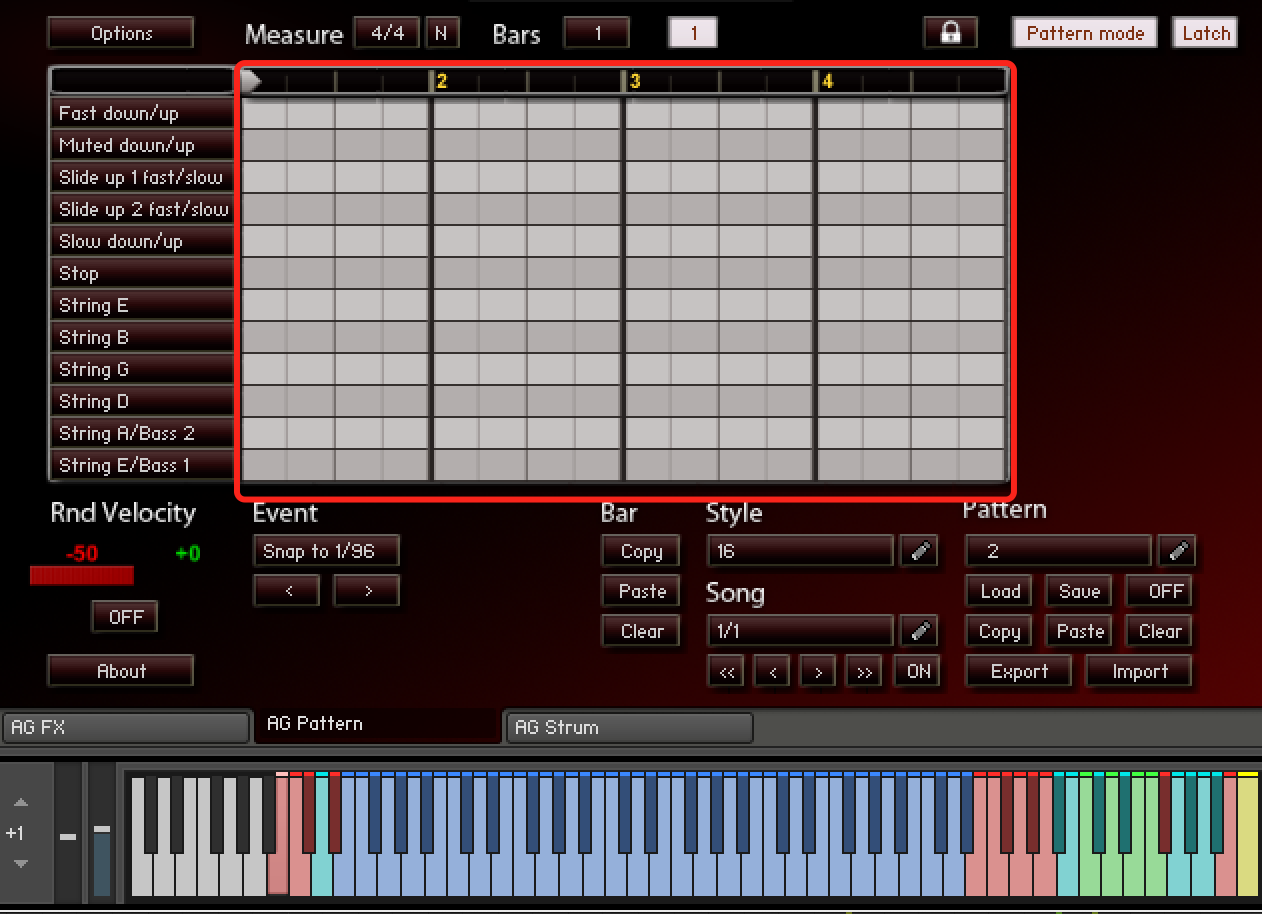 Options Measure 4/4 N Bars 1 1 Pattern mode Latch
2 3 4
Fast down/up
Muted down/up
Slide up 1 fast/slow
Slide up 2 fast/slow
Slow down/up
Stop
String E
String B
String G
String D
String A/Bass 2
String E/Bass 1
Rnd Velocity Event Bar Style Pattern
-50 +0 Snap to 1/96 Copy 16 2
< > Paste Song Load Save OFF
OFF Clear 1/1 Copy Paste Clear
About << < > >> ON Export Import
AG FX AG Pattern AG Strum
+1